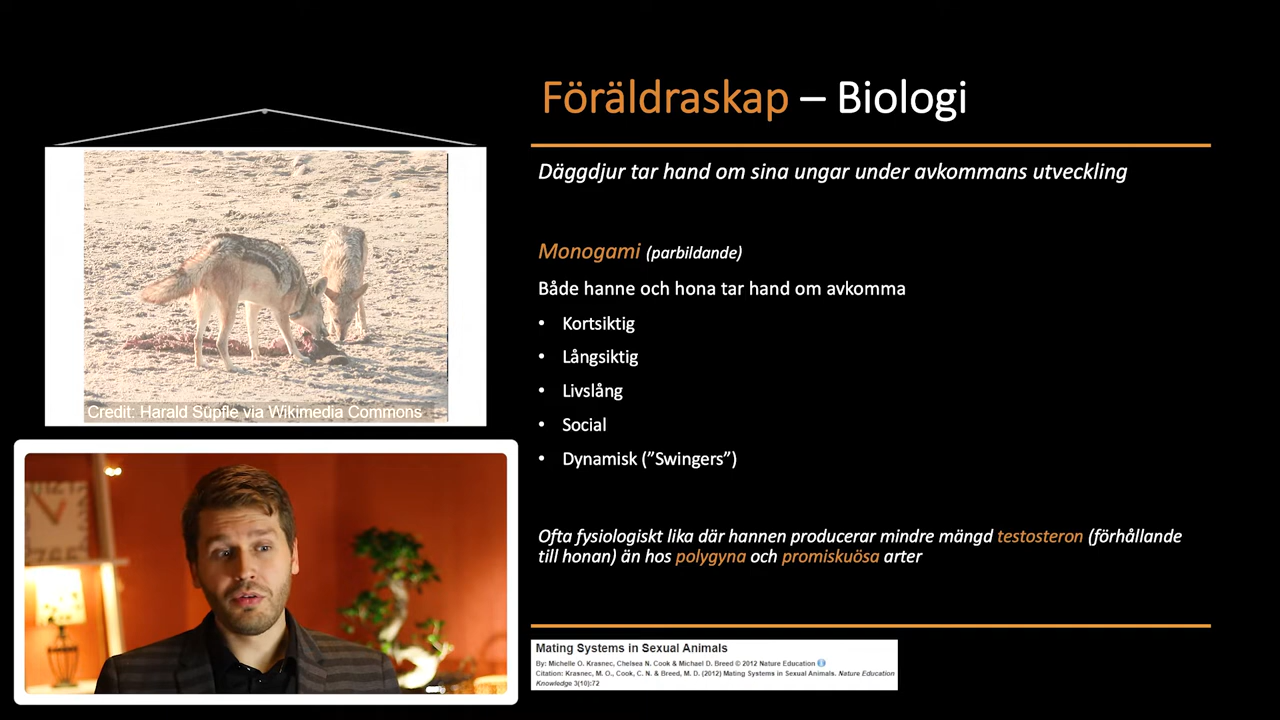 Föräldraskap – Biologi
Däggdjur tar hand om sina ungar under avkommans utveckling
Monogami (parbildande)
Både hanne och hona tar hand om avkomma
• Kortsiktig
• Långsiktig
• Livslång
• Social
• Dynamisk (”Swingers”)
Ofta fysiologiskt lika där hannen producerar mindre mängd testosteron (förhållande
till honan) än hos polygyna och promiskuösa arter
Credit: Harald Süpfle via Wikimedia Commons
Mating Systems in Sexual Animals
By: Michelle O. Krasnec, Chelsea N. Cook & Michael D. Breed © 2012 Nature Education
Citation: Krasnec, M. O., Cook, C. N. & Breed, M. D. (2012) Mating Systems in Sexual Animals. Nature Education
Knowledge 3(10):72